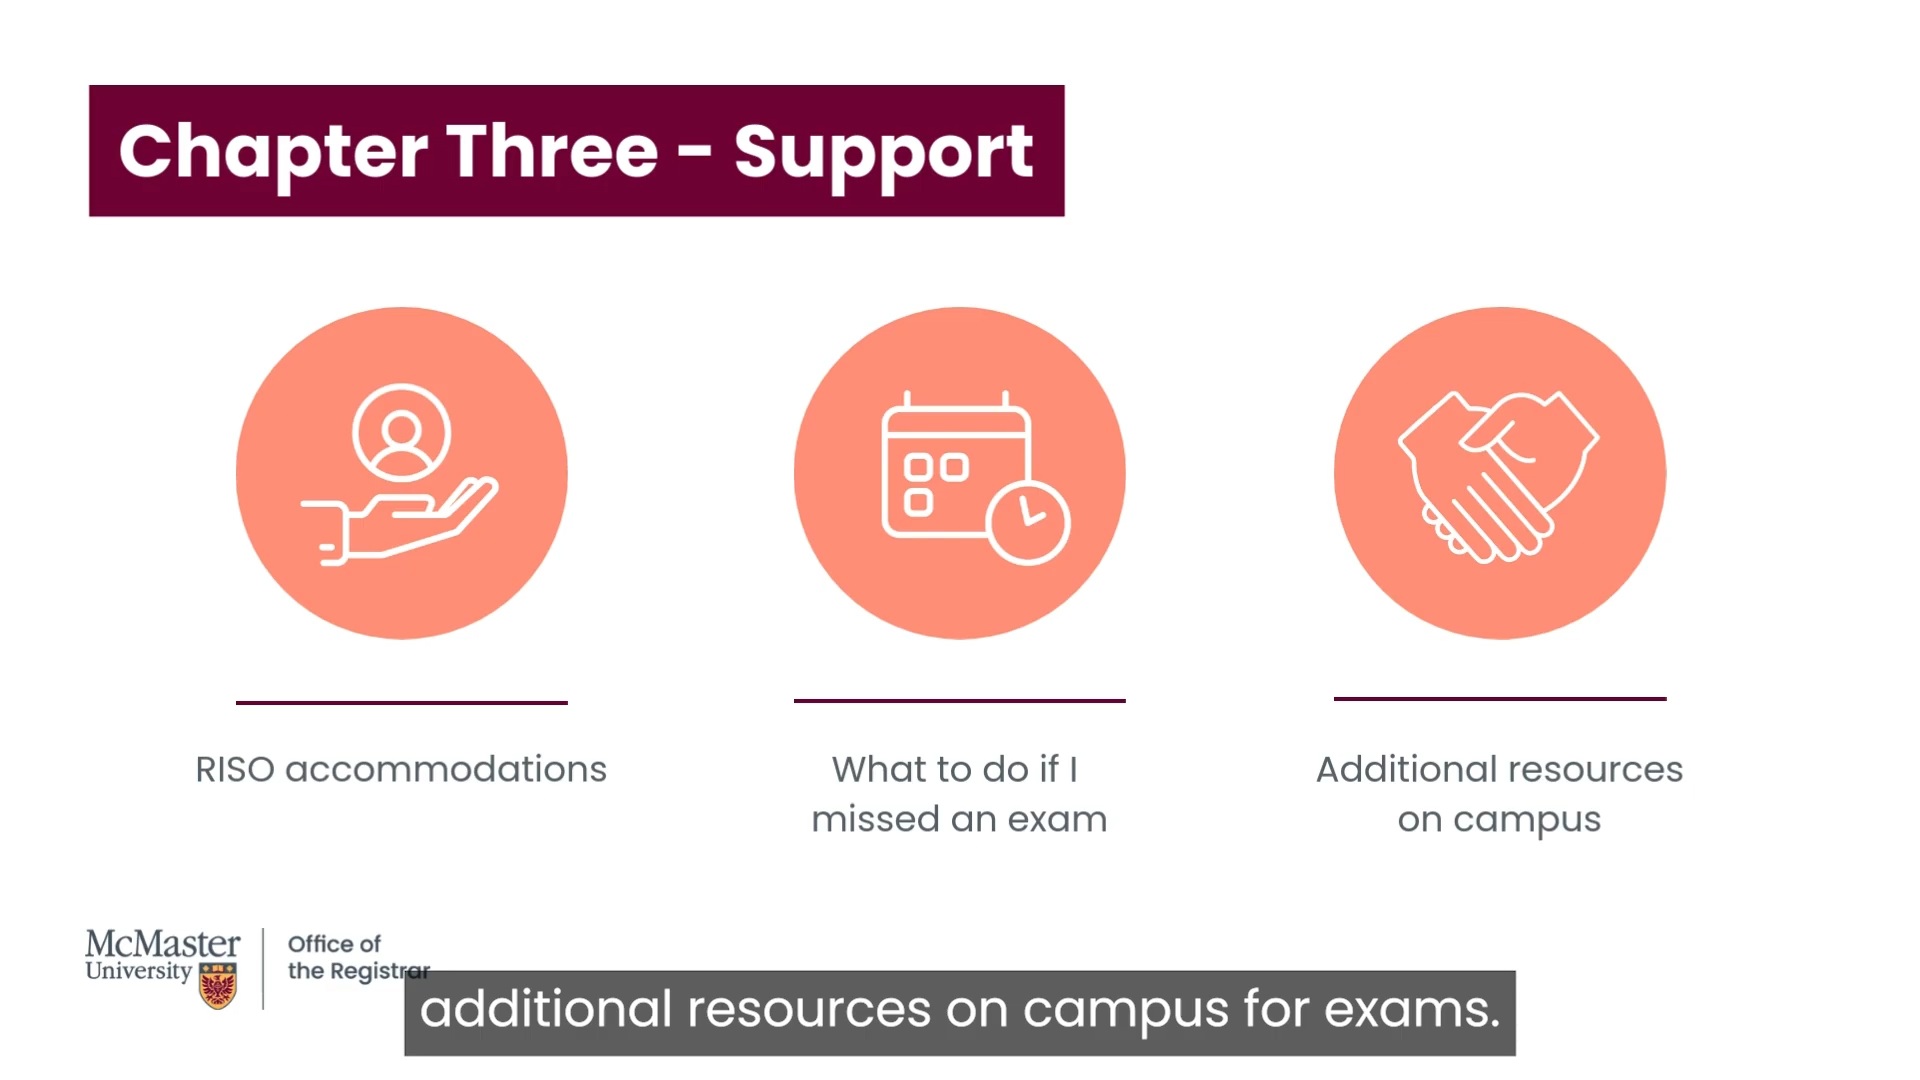 Chapter Three - Support
RISO accommodations
What to do if I
missed an exam
Additional resources
on campus
McMaster
University
Office of
the Registrar
additional resources on campus for exams.